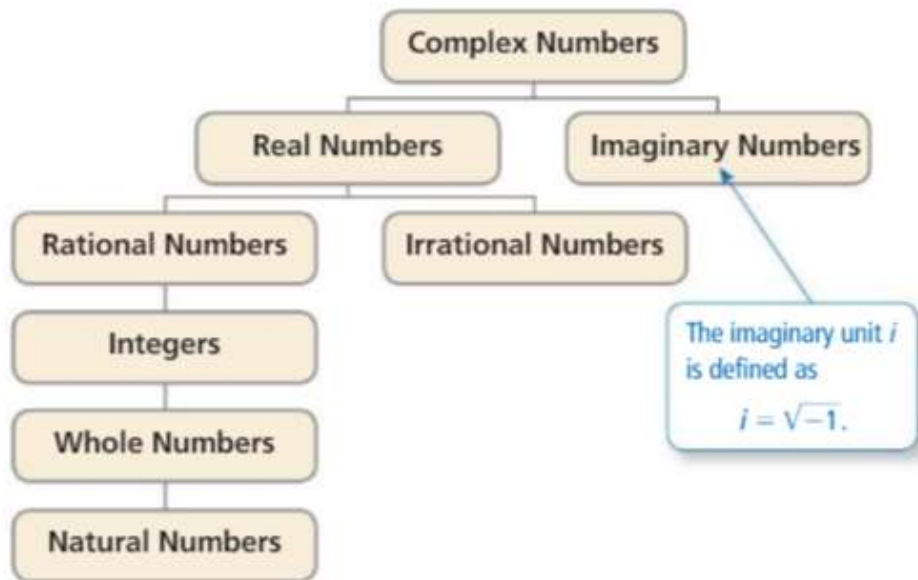 Complex Numbers
Real Numbers
Imaginary Numbers
Rational Numbers
Irrational Numbers
Integers
The imaginary unit i
is defined as
i = √−1.
Whole Numbers
Natural Numbers